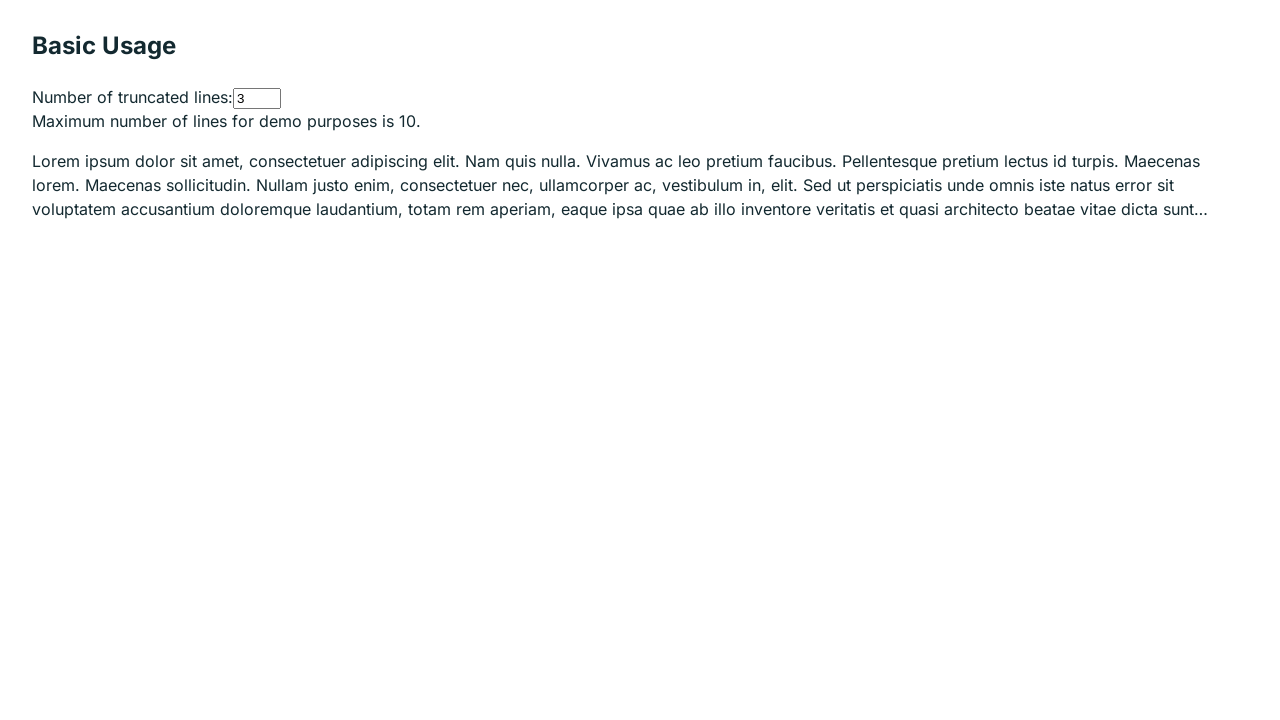 Basic Usage
Number of truncated lines: 3
Maximum number of lines for demo purposes is 10.
Lorem ipsum dolor sit amet, consectetuer adipiscing elit. Nam quis nulla. Vivamus ac leo pretium faucibus. Pellentesque pretium lectus id turpis. Maecenas
lorem. Maecenas sollicitudin. Nullam justo enim, consectetuer nec, ullamcorper ac, vestibulum in, elit. Sed ut perspiciatis unde omnis iste natus error sit
voluptatem accusantium doloremque laudantium, totam rem aperiam, eaque ipsa quae ab illo inventore veritatis et quasi architecto beatae vitae dicta sunt…